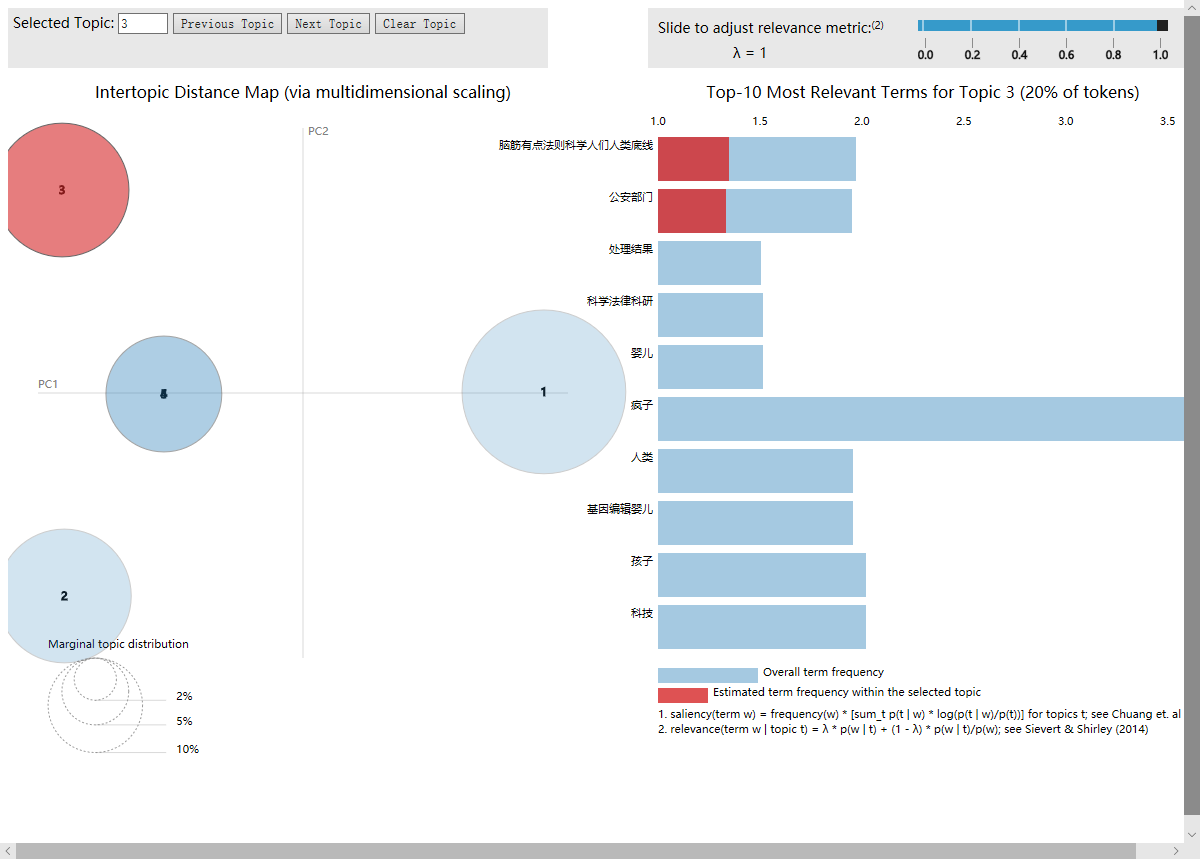 Selected Topic: 3 Previous Topic Next Topic Clear Topic
Slide to adjust relevance metric:(2)
λ = 1
0.0 0.2 0.4 0.6 0.8 1.0
Intertopic Distance Map (via multidimensional scaling)
PC2
PC1
3
1
2
Marginal topic distribution
2%
5%
10%
Top-10 Most Relevant Terms for Topic 3 (20% of tokens)
1.0 1.5 2.0 2.5 3.0 3.5
脑筋有点法则科学人们人类底线
公安部门
处理结果
科学法律科研
婴儿
疯子
人类
基因编辑婴儿
孩子
科技
Overall term frequency
Estimated term frequency within the selected topic
1. saliency(term w) = frequency(w) * [sum_t p(t | w) * log(p(t | w)/p(t))] for topics t; see Chuang et. al
2. relevance(term w | topic t) = λ * p(w | t) + (1 - λ) * p(w | t)/p(w); see Sievert & Shirley (2014)